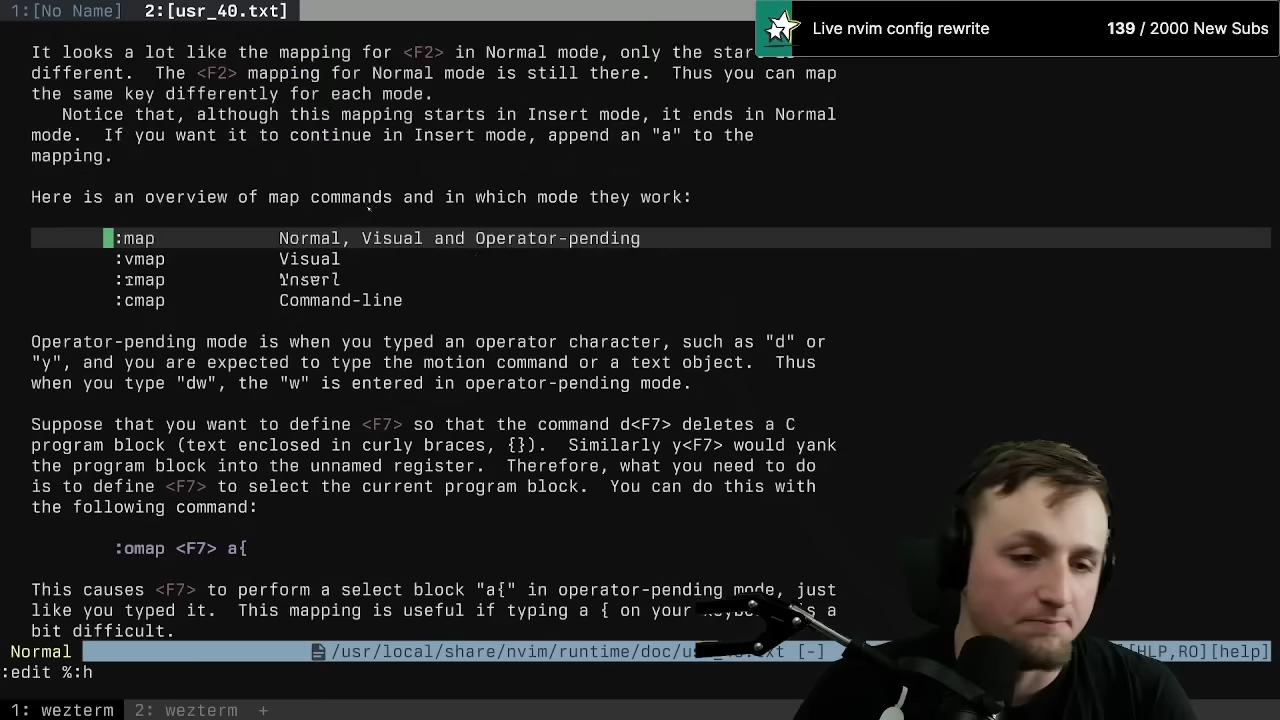 1:[No Name] 2:[usr_40.txt]
Live nvim config rewrite 139 / 2000 New Subs
It looks a lot like the mapping for <F2> in Normal mode, only the start
different. The <F2> mapping for Normal mode is still there. Thus you can map
the same key differently for each mode.
Notice that, although this mapping starts in Insert mode, it ends in Normal
mode. If you want it to continue in Insert mode, append an "a" to the
mapping.
Here is an overview of map commands and in which mode they work:
:map Normal, Visual and Operator-pending
:vmap Visual
:cmap Command-line
Operator-pending mode is when you typed an operator character, such as "d" or
"y", and you are expected to type the motion command or a text object. Thus
when you type "dw", the "w" is entered in operator-pending mode.
Suppose that you want to define <F7> so that the command d<F7> deletes a C
program block (text enclosed in curly braces, {}). Similarly y<F7> would yank
the program block into the unnamed register. Therefore, what you need to do
is to define <F7> to select the current program block. You can do this with
the following command:
:omap <F7> a{
This causes <F7> to perform a select block "a{" in operator-pending mode, just
like you typed it. This mapping is useful if typing a { on your a
bit difficult.
Normal /usr/local/share/nvim/runtime/doc/ [-] [HLP,RO][help]
:edit %:h
1: wezterm 2: wezterm +